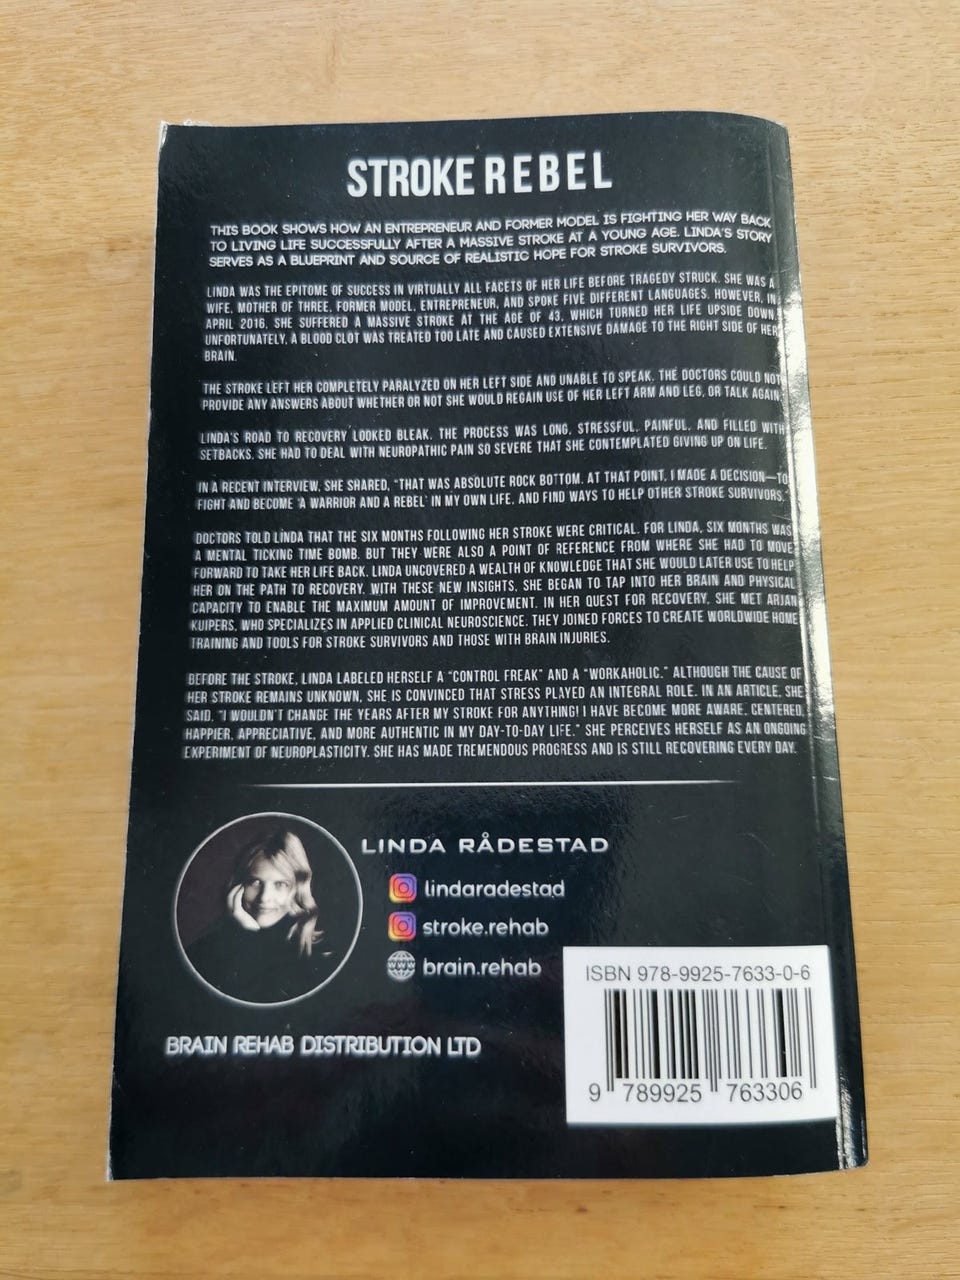 STROKE REBEL
THIS BOOK SHOWS HOW AN ENTREPRENEUR AND FORMER MODEL IS FIGHTING HER WAY BACK
TO LIVING LIFE SUCCESSFULLY AFTER A MASSIVE STROKE AT A YOUNG AGE. LINDA'S STORY
SERVES AS A BLUEPRINT AND SOURCE OF REALISTIC HOPE FOR STROKE SURVIVORS.
LINDA WAS THE EPITOME OF SUCCESS IN VIRTUALLY ALL FACETS OF HER LIFE BEFORE TRAGEDY STRUCK. SHE WAS A
WIFE, MOTHER OF THREE, FORMER MODEL, ENTREPRENEUR, AND SPOKE FIVE DIFFERENT LANGUAGES. HOWEVER, IN
APRIL 2016, SHE SUFFERED A MASSIVE STROKE AT THE AGE OF 43, WHICH TURNED HER LIFE UPSIDE DOWN.
UNFORTUNATELY, A BLOOD CLOT WAS TREATED TOO LATE AND CAUSED EXTENSIVE DAMAGE TO THE RIGHT SIDE OF HER
BRAIN.
THE STROKE LEFT HER COMPLETELY PARALYZED ON HER LEFT SIDE AND UNABLE TO SPEAK. THE DOCTORS COULD NOT
PROVIDE ANY ANSWERS ABOUT WHETHER OR NOT SHE WOULD REGAIN USE OF HER LEFT ARM AND LEG, OR TALK AGAIN.
LINDA'S ROAD TO RECOVERY LOOKED BLEAK. THE PROCESS WAS LONG, STRESSFUL, PAINFUL, AND FILLED WITH
SETBACKS. SHE HAD TO DEAL WITH NEUROPATHIC PAIN SO SEVERE THAT SHE CONTEMPLATED GIVING UP ON LIFE.
IN A RECENT INTERVIEW, SHE SHARED, "THAT WAS ABSOLUTE ROCK BOTTOM. AT THAT POINT, I MADE A DECISION—TO
FIGHT AND BECOME 'A WARRIOR AND A REBEL' IN MY OWN LIFE, AND FIND WAYS TO HELP OTHER STROKE SURVIVORS."
DOCTORS TOLD LINDA THAT THE SIX MONTHS FOLLOWING HER STROKE WERE CRITICAL. FOR LINDA, SIX MONTHS WAS
A MENTAL TICKING TIME BOMB. BUT THEY WERE ALSO A POINT OF REFERENCE FROM WHERE SHE HAD TO MOVE
FORWARD TO TAKE HER LIFE BACK. LINDA UNCOVERED A WEALTH OF KNOWLEDGE THAT SHE WOULD LATER USE TO HELP
HER ON THE PATH TO RECOVERY. WITH THESE NEW INSIGHTS, SHE BEGAN TO TAP INTO HER BRAIN AND PHYSICAL
CAPACITY TO ENABLE THE MAXIMUM AMOUNT OF IMPROVEMENT. IN HER QUEST FOR RECOVERY, SHE MET ARJAN
KUIPERS, WHO SPECIALIZES IN APPLIED CLINICAL NEUROSCIENCE. THEY JOINED FORCES TO CREATE WORLDWIDE HOME
TRAINING AND TOOLS FOR STROKE SURVIVORS AND THOSE WITH BRAIN INJURIES.
BEFORE THE STROKE, LINDA LABELED HERSELF A "CONTROL FREAK" AND A "WORKAHOLIC." ALTHOUGH THE CAUSE OF
HER STROKE REMAINS UNKNOWN, SHE IS CONVINCED THAT STRESS PLAYED AN INTEGRAL ROLE. IN AN ARTICLE, SHE
SAID, "I WOULDN'T CHANGE THE YEARS AFTER MY STROKE FOR ANYTHING! I HAVE BECOME MORE AWARE, CENTERED,
HAPPIER, APPRECIATIVE, AND MORE AUTHENTIC IN MY DAY-TO-DAY LIFE." SHE PERCEIVES HERSELF AS AN ONGOING
EXPERIMENT OF NEUROPLASTICITY. SHE HAS MADE TREMENDOUS PROGRESS AND IS STILL RECOVERING EVERY DAY.
LINDA RÅDESTAD
lindaradestad
stroke.rehab
www brain.rehab
BRAIN REHAB DISTRIBUTION LTD
ISBN 978-9925-7633-0-6
9 789925 763306